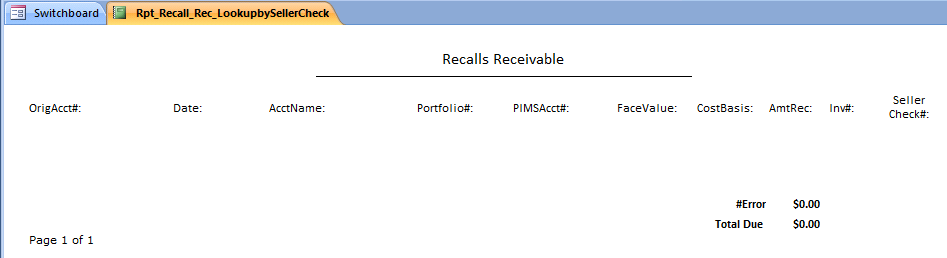 Switchboard Rpt_Recall_Rec_LookupbySellerCheck
Recalls Receivable
OrigAcct#: Date: AcctName: Portfolio#: PIMSAcct#: FaceValue: CostBasis: AmtRec: Inv#: Seller
Check#:
#Error $0.00
Total Due $0.00
Page 1 of 1